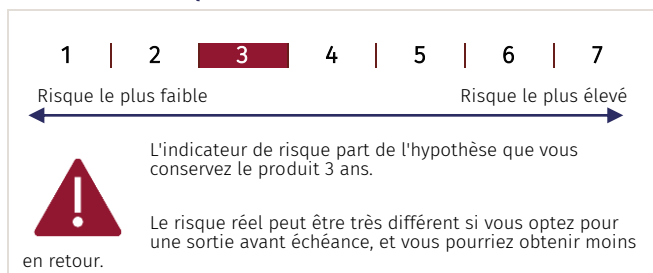 1 | 2 | 3 | 4 | 5 | 6 | 7
Risque le plus faible Risque le plus élevé
L'indicateur de risque part de l'hypothèse que vous
conservez le produit 3 ans.
Le risque réel peut être très différent si vous optez pour
une sortie avant échéance, et vous pourriez obtenir moins
en retour.